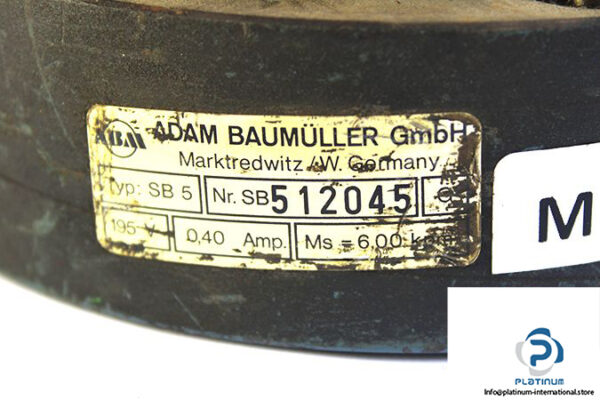 ABM ADAM BAUMÜLLER GmbH
Marktredwitz /W. Germany
typ: SB 5 Nr. SB 512045
195 V 0,40 Amp. Ms = 6,00
M
P
PLATINUM
Info@platinum-international.store